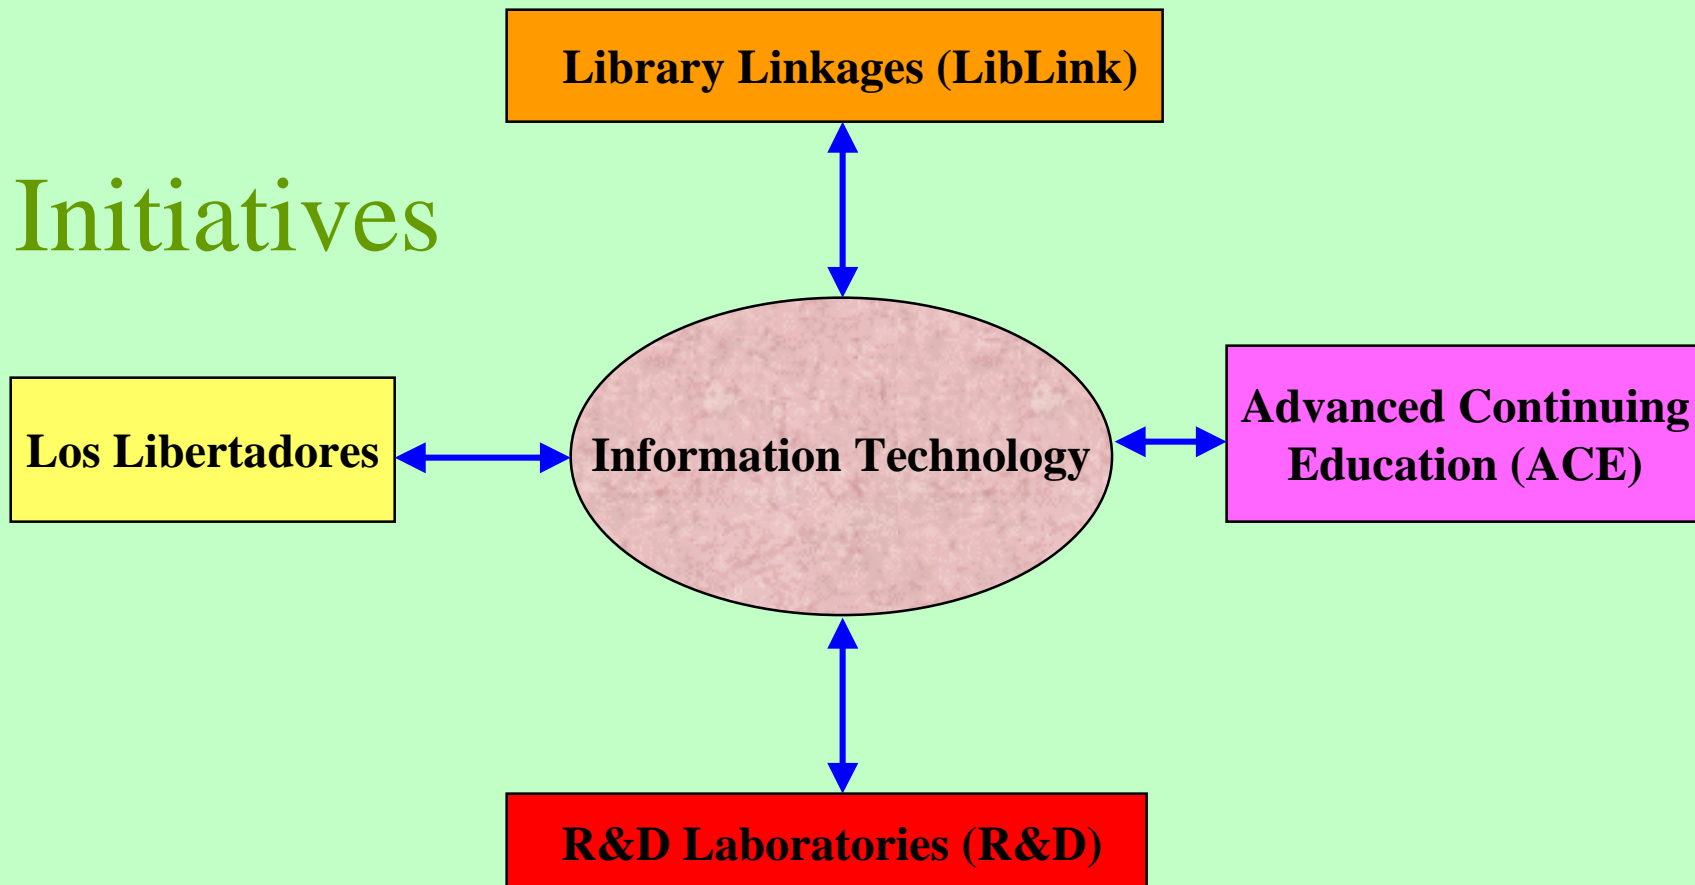 Library Linkages (LibLink)
Initiatives
Los Libertadores
Information Technology
Advanced Continuing
Education (ACE)
R&D Laboratories (R&D)